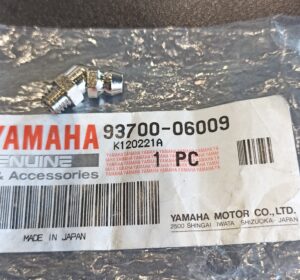 YAMAHA 93700-06009
K120221A
GENUINE
& Accessories
1 PC
MADE IN JAPAN
YAMAHA MOTOR CO., LTD.
2500 SHINGAI IWATA SHIZUOKA, JAPAN